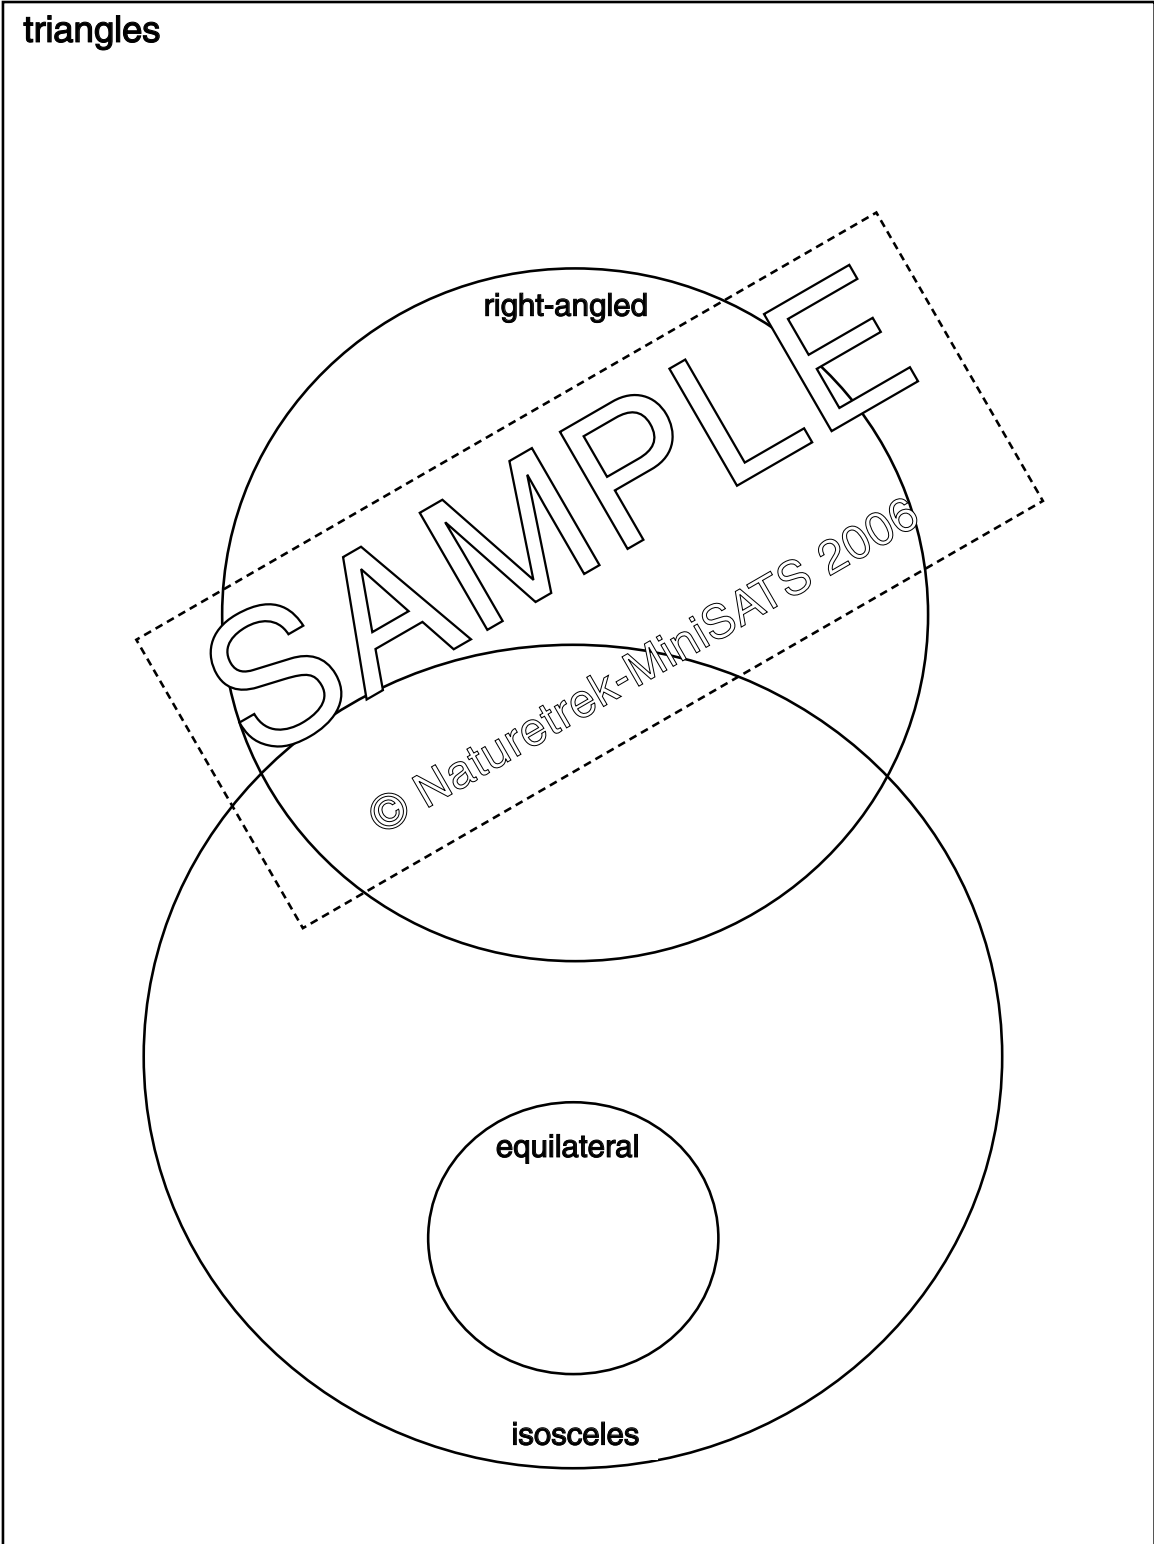 triangles
right-angled
SAMPLE
© Naturetrek-MiniSATS 2006
equilateral
isosceles